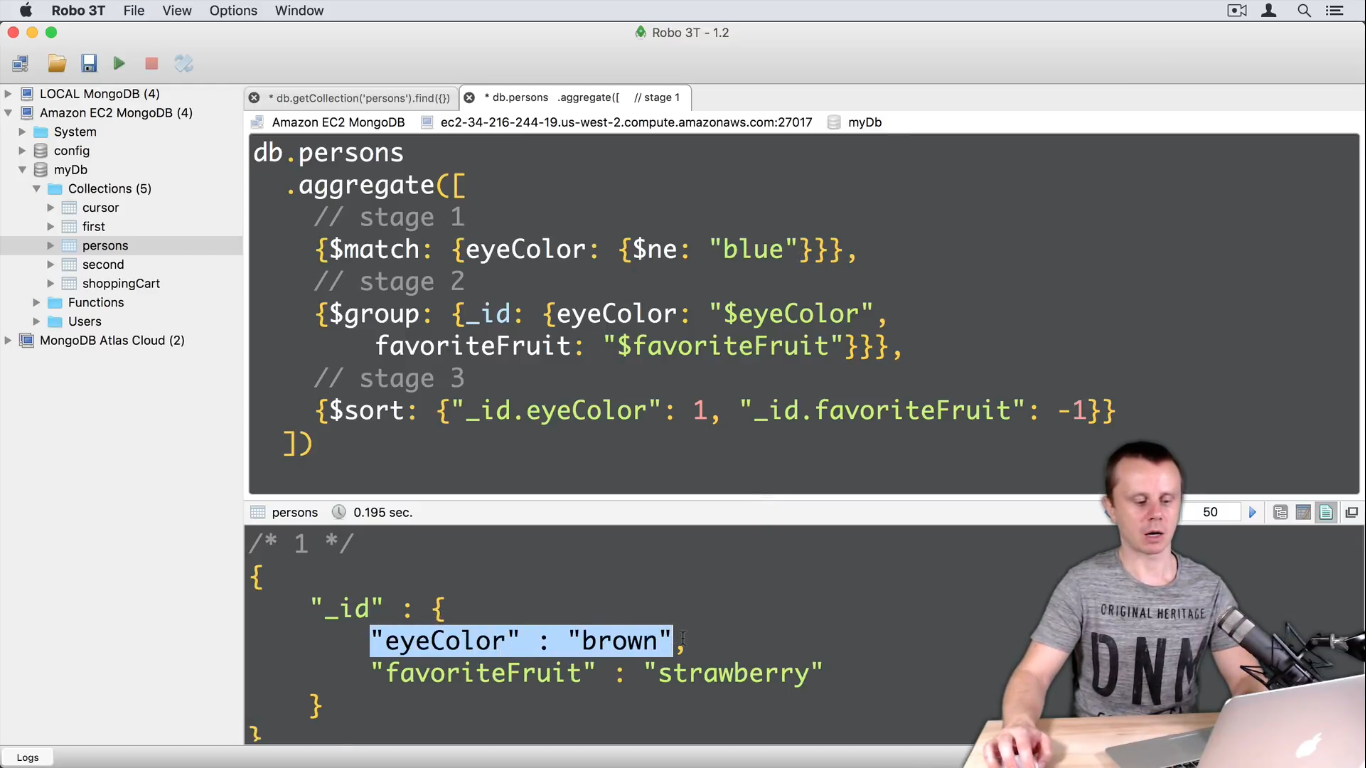 Robo 3T File View Options Window
Robo 3T - 1.2
LOCAL MongoDB (4)
Amazon EC2 MongoDB (4)
System
config
myDb
Collections (5)
cursor
first
persons
second
shoppingCart
Functions
Users
MongoDB Atlas Cloud (2)
* db.getCollection('persons').find({})
* db.persons .aggregate([ // stage 1
Amazon EC2 MongoDB ec2-34-216-244-19.us-west-2.compute.amazonaws.com:27017 myDb
db.persons
.aggregate([
// stage 1
{$match: {eyeColor: {$ne: "blue"}}},
// stage 2
{$group: {_id: {eyeColor: "$eyeColor",
favoriteFruit: "$favoriteFruit"}}},
// stage 3
{$sort: {"_id.eyeColor": 1, "_id.favoriteFruit": -1}}
])
persons 0.195 sec. 50
/* 1 */
{
"_id" : {
"eyeColor" : "brown",
"favoriteFruit" : "strawberry"
}
}
ORIGINAL HERITAGE
DNM
Logs